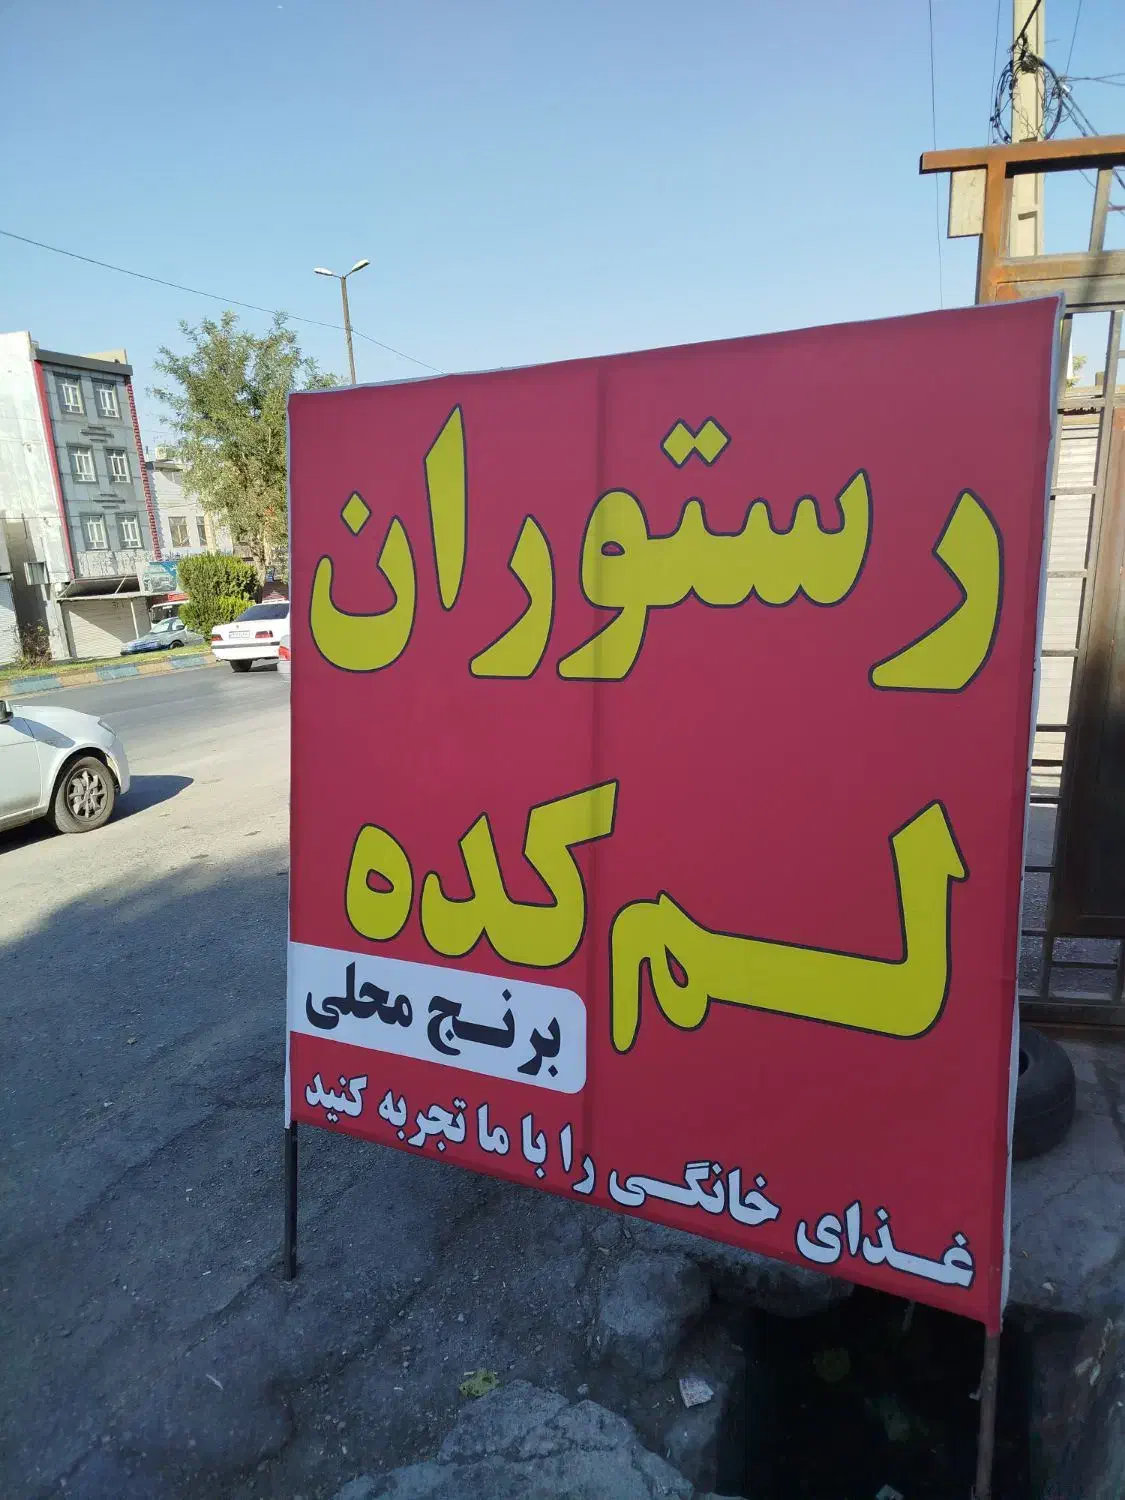 رستوران
لم کده
برنج محلی
غذای خانگی را با ما تجربه کنید